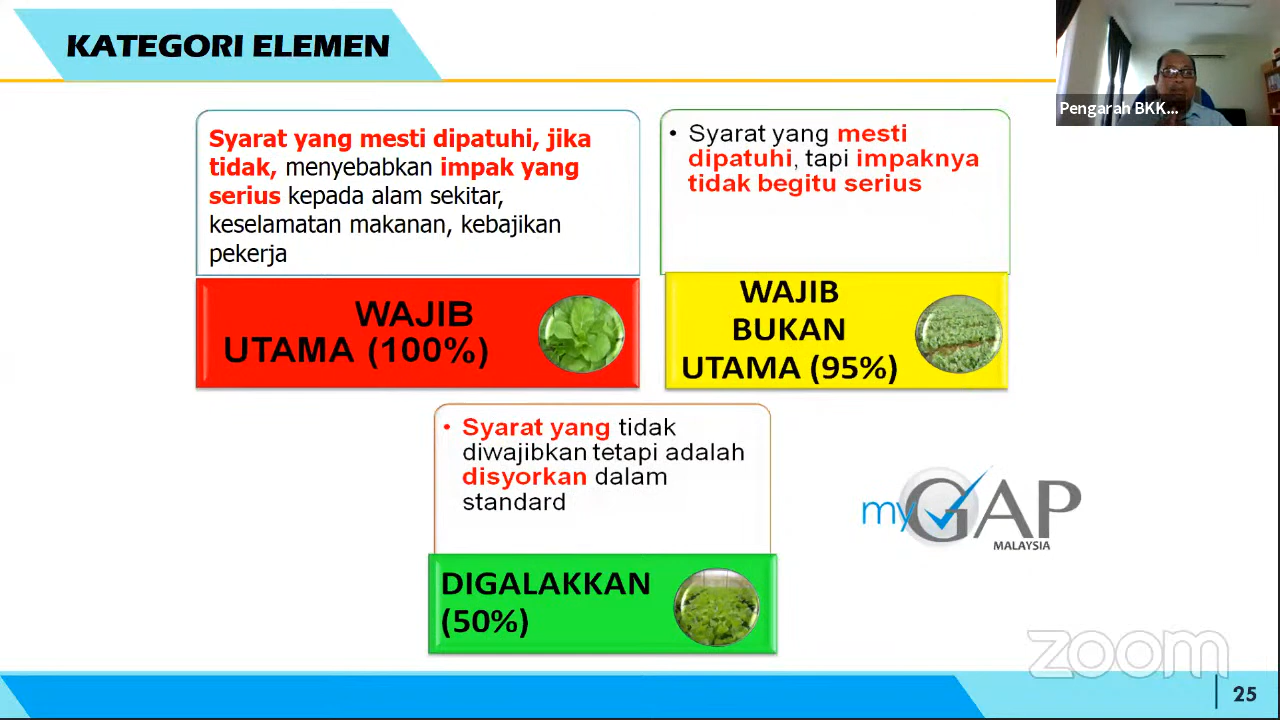 KATEGORI ELEMEN
Pengarah BKK...
Syarat yang mesti dipatuhi, jika
tidak, menyebabkan impak yang
serius kepada alam sekitar,
keselamatan makanan, kebajikan
pekerja
WAJIB
UTAMA (100%)
• Syarat yang mesti
dipatuhi, tapi impaknya
tidak begitu serius
WAJIB
BUKAN
UTAMA (95%)
• Syarat yang tidak
diwajibkan tetapi adalah
disyorkan dalam
standard
DIGALAKKAN
(50%)
myGAP
MALAYSIA
zoom
25